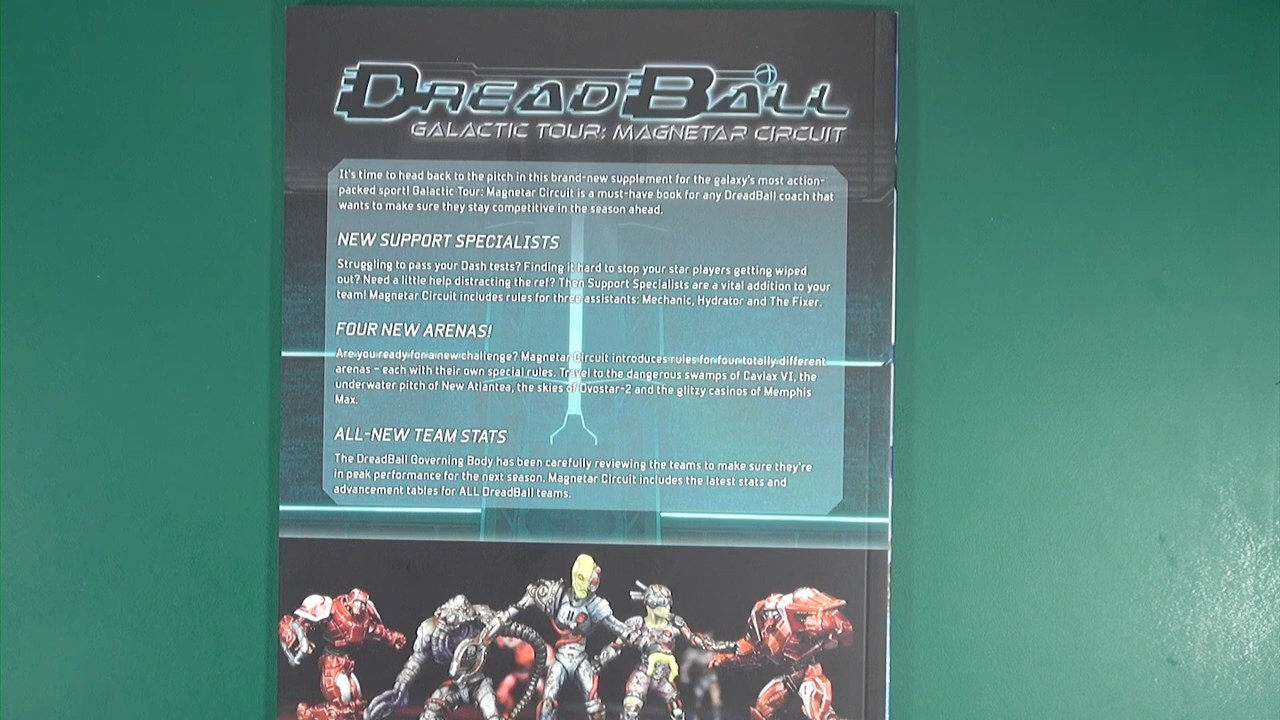 DREADBALL
GALACTIC TOUR: MAGNETAR CIRCUIT
It's time to head back to the pitch in this brand-new supplement for the galaxy's most action-
packed sport! Galactic Tour: Magnetar Circuit is a must-have book for any DreadBall coach that
wants to make sure they stay competitive in the season ahead.
NEW SUPPORT SPECIALISTS
Struggling to pass your Dash tests? Finding it hard to stop your star players getting wiped
out? Need a little help distracting the ref? Then Support Specialists are a vital addition to your
team! Magnetar Circuit includes rules for three assistants: Mechanic, Hydrator and The Fixer.
FOUR NEW ARENAS!
Are you ready for a new challenge? Magnetar Circuit introduces rules for four totally different
arenas – each with their own special rules. Travel to the dangerous swamps of Cavlax VI, the
underwater pitch of New Atlantea, the skies of Ovostar-2 and the glitzy casinos of Memphis
Max.
ALL-NEW TEAM STATS
The DreadBall Governing Body has been carefully reviewing the teams to make sure they're
in peak performance for the next season. Magnetar Circuit includes the latest stats and
advancement tables for ALL DreadBall teams.